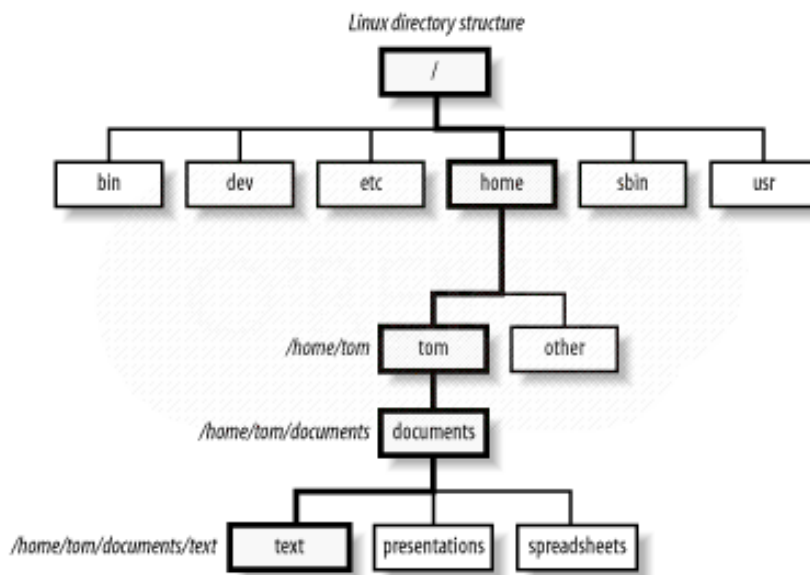 Linux directory structure
/
bin dev etc home sbin usr
/home/tom tom other
/home/tom/documents documents
/home/tom/documents/text text presentations spreadsheets